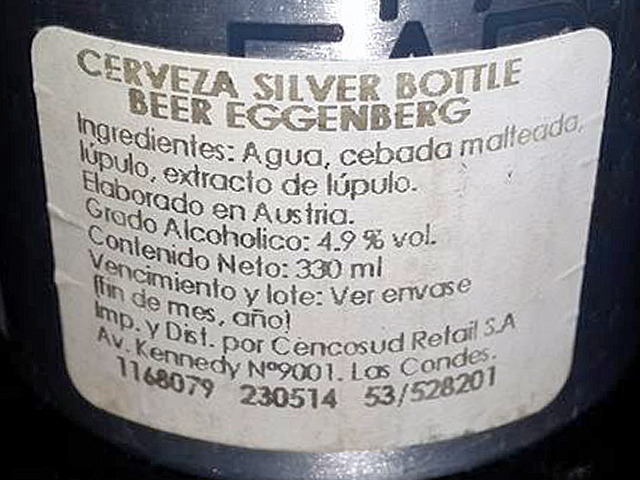 CERVEZA SILVER BOTTLE
BEER EGGENBERG
Ingredientes: Agua, cebada malteada,
lúpulo, extracto de lúpulo.
Elaborado en Austria.
Grado Alcoholico: 4.9 % vol.
Contenido Neto: 330 ml
Vencimiento y lote: Ver envase
(fin de mes, año)
Imp. y Dist. por Cencosud Retail S.A
Av. Kennedy Nº9001. Las Condes.
1168079 230514 53/528201